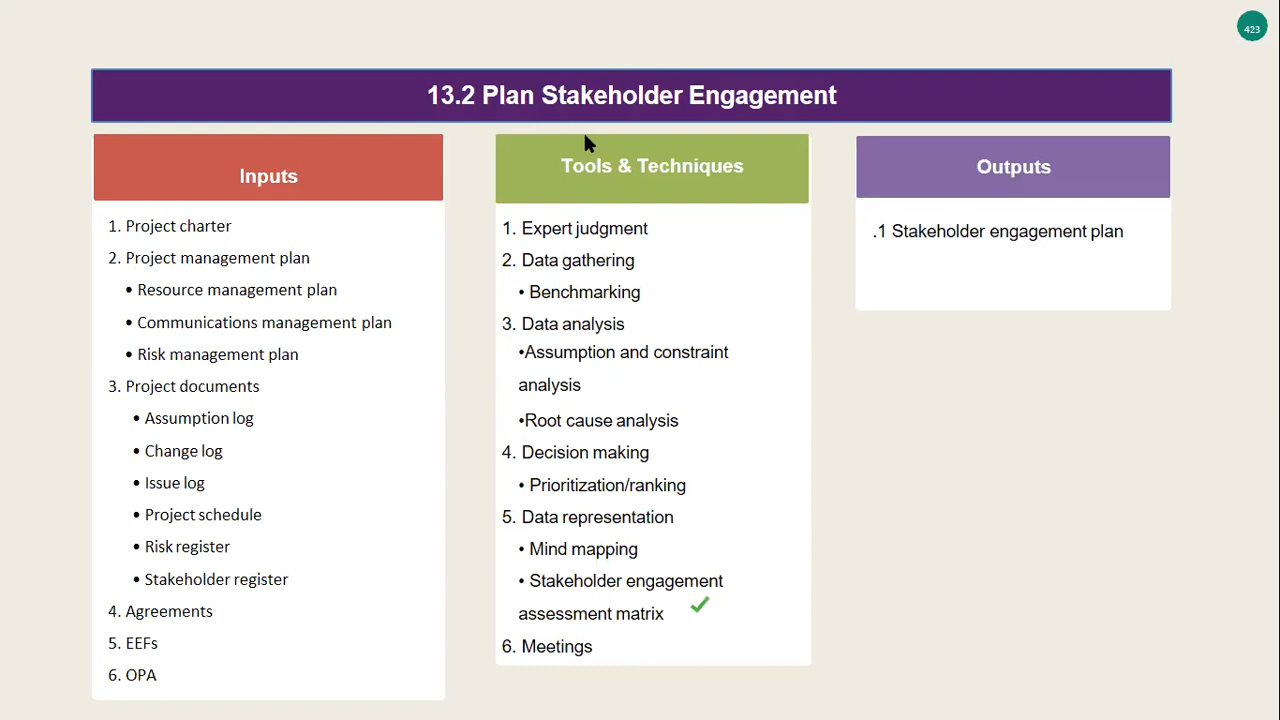 423
13.2 Plan Stakeholder Engagement
Inputs
1. Project charter
2. Project management plan
• Resource management plan
• Communications management plan
• Risk management plan
3. Project documents
• Assumption log
• Change log
• Issue log
• Project schedule
• Risk register
• Stakeholder register
4. Agreements
5. EEFs
6. OPA
Tools & Techniques
1. Expert judgment
2. Data gathering
• Benchmarking
3. Data analysis
•Assumption and constraint
analysis
•Root cause analysis
4. Decision making
• Prioritization/ranking
5. Data representation
• Mind mapping
• Stakeholder engagement
assessment matrix
6. Meetings
Outputs
.1 Stakeholder engagement plan